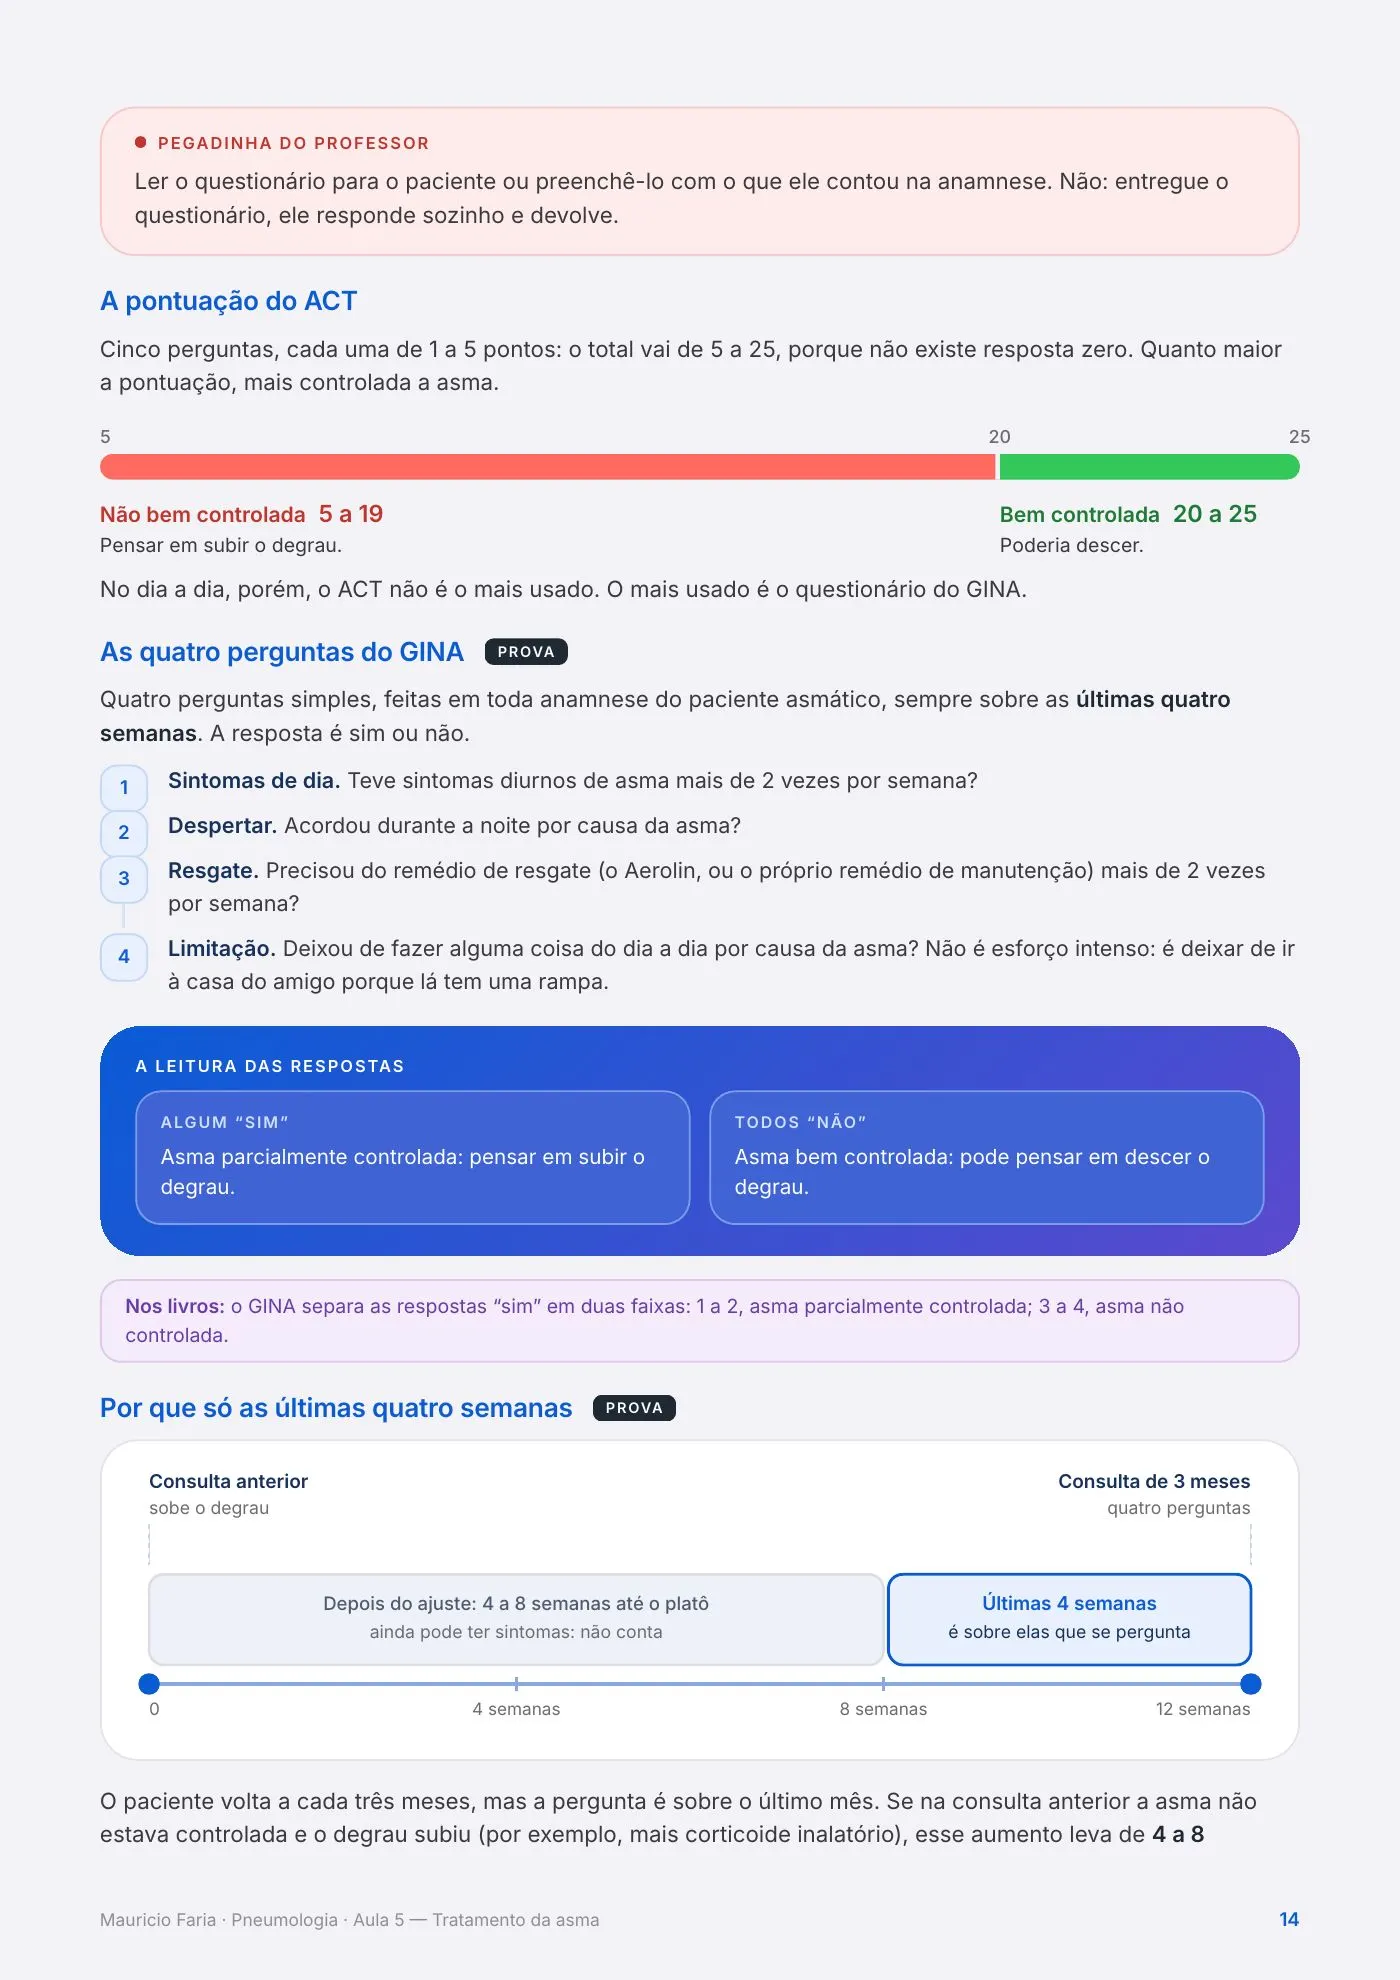 PEGADINHA DO PROFESSOR
Ler o questionário para o paciente ou preenchê-lo com o que ele contou na anamnese. Não: entregue o
questionário, ele responde sozinho e devolve.
A pontuação do ACT
Cinco perguntas, cada uma de 1 a 5 pontos: o total vai de 5 a 25, porque não existe resposta zero. Quanto maior
a pontuação, mais controlada a asma.
5 20 25
Não bem controlada 5 a 19
Pensar em subir o degrau.
Bem controlada 20 a 25
Poderia descer.
No dia a dia, porém, o ACT não é o mais usado. O mais usado é o questionário do GINA.
As quatro perguntas do GINA PROVA
Quatro perguntas simples, feitas em toda anamnese do paciente asmático, sempre sobre as últimas quatro
semanas. A resposta é sim ou não.
1 Sintomas de dia. Teve sintomas diurnos de asma mais de 2 vezes por semana?
2 Despertar. Acordou durante a noite por causa da asma?
3 Resgate. Precisou do remédio de resgate (o Aerolin, ou o próprio remédio de manutenção) mais de 2 vezes
por semana?
4 Limitação. Deixou de fazer alguma coisa do dia a dia por causa da asma? Não é esforço intenso: é deixar de ir
à casa do amigo porque lá tem uma rampa.
A LEITURA DAS RESPOSTAS
ALGUM “SIM”
Asma parcialmente controlada: pensar em subir o
degrau.
TODOS “NÃO”
Asma bem controlada: pode pensar em descer o
degrau.
Nos livros: o GINA separa as respostas “sim” em duas faixas: 1 a 2, asma parcialmente controlada; 3 a 4, asma não
controlada.
Por que só as últimas quatro semanas PROVA
Consulta anterior
sobe o degrau
Consulta de 3 meses
quatro perguntas
Depois do ajuste: 4 a 8 semanas até o platô
ainda pode ter sintomas: não conta
Últimas 4 semanas
é sobre elas que se pergunta
0 4 semanas 8 semanas 12 semanas
O paciente volta a cada três meses, mas a pergunta é sobre o último mês. Se na consulta anterior a asma não
estava controlada e o degrau subiu (por exemplo, mais corticoide inalatório), esse aumento leva de 4 a 8
Mauricio Faria · Pneumologia · Aula 5 — Tratamento da asma 14